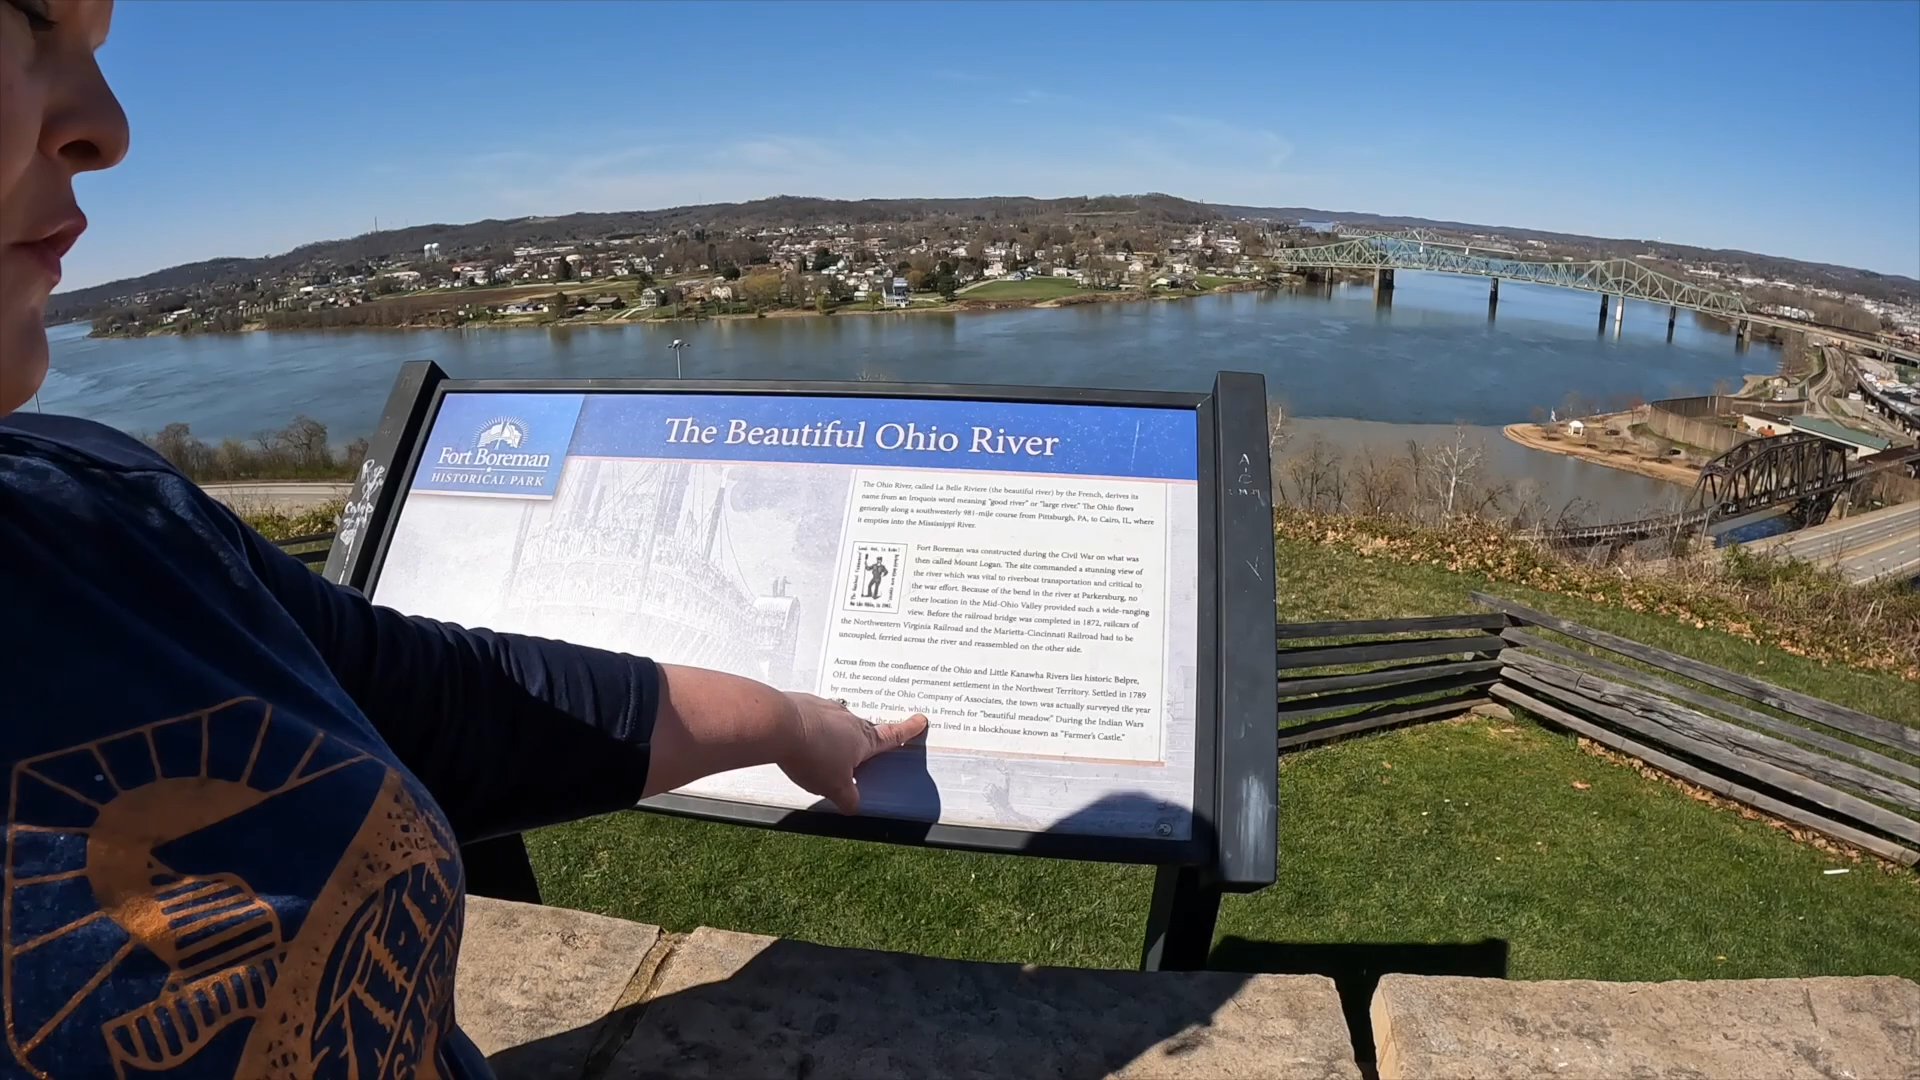 The Beautiful Ohio River
Fort Boreman
HISTORICAL PARK
The Ohio River, called La Belle Riviere (the beautiful river) by the French, derives its
name from an Iroquois word meaning "good river" or "large river." The Ohio flows
generally along a southwesterly 981-mile course from Pittsburgh, PA, to Cairo, IL, where
it empties into the Mississippi River.
Fort Boreman was constructed during the Civil War on what was
then called Mount Logan. The site commanded a stunning view of
the river which was vital to riverboat transportation and critical to
the war effort. Because of the bend in the river at Parkersburg, no
other location in the Mid-Ohio Valley provided such a wide-ranging
view. Before the railroad bridge was completed in 1872, railcars of
the Northwestern Virginia Railroad and the Marietta-Cincinnati Railroad had to be
uncoupled, ferried across the river and reassembled on the other side.
Across from the confluence of the Ohio and Little Kanawha Rivers lies historic Belpre,
OH, the second oldest permanent settlement in the Northwest Territory. Settled in 1789
by members of the Ohio Company of Associates, the town was actually surveyed the year
as Belle Prairie, which is French for "beautiful meadow." During the Indian Wars
the lived in a blockhouse known as "Farmer's Castle."